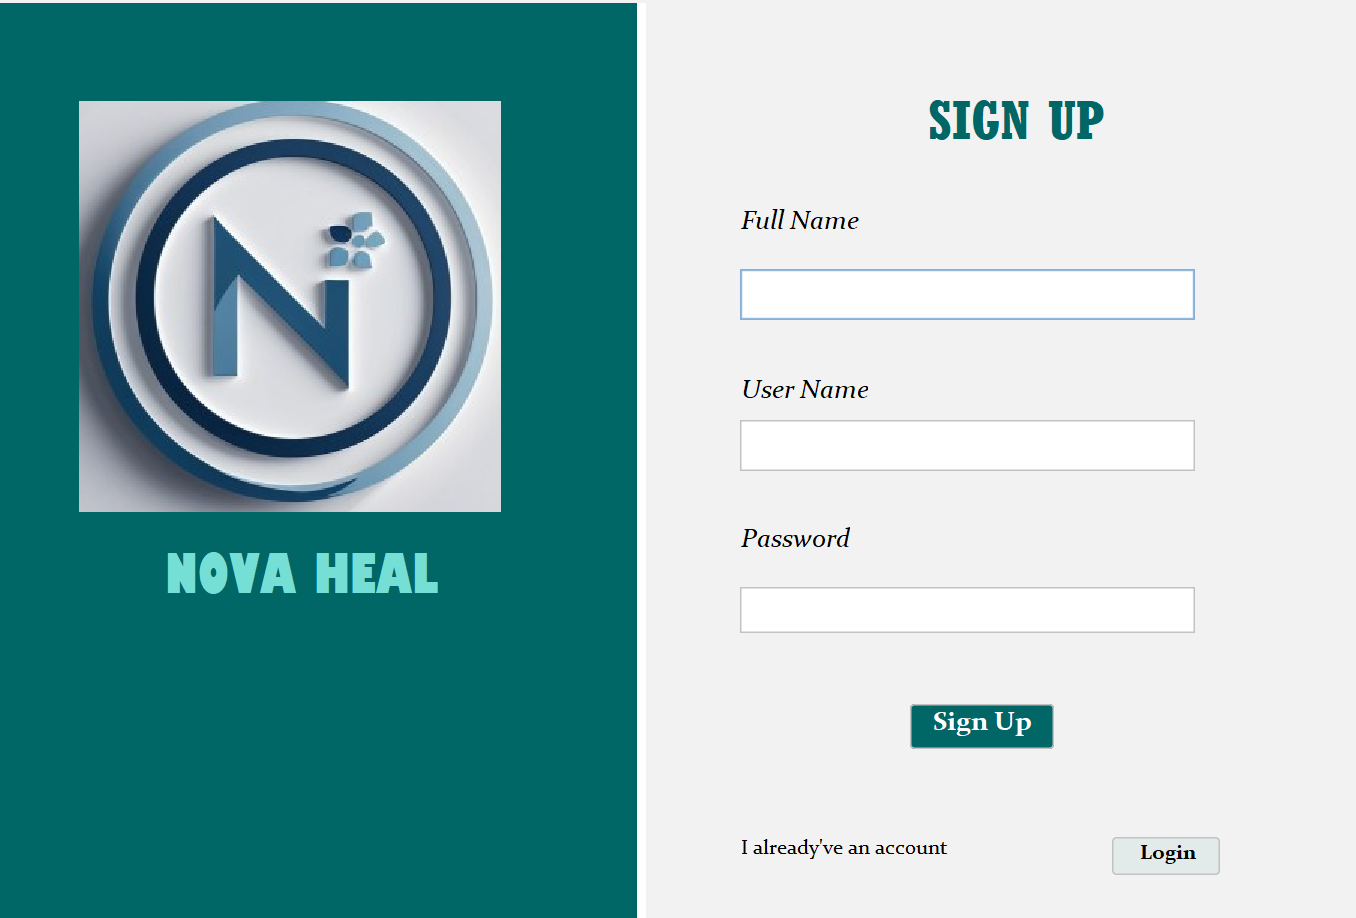 N
NOVA HEAL
SIGN UP
Full Name
User Name
Password
Sign Up
I already've an account
Login